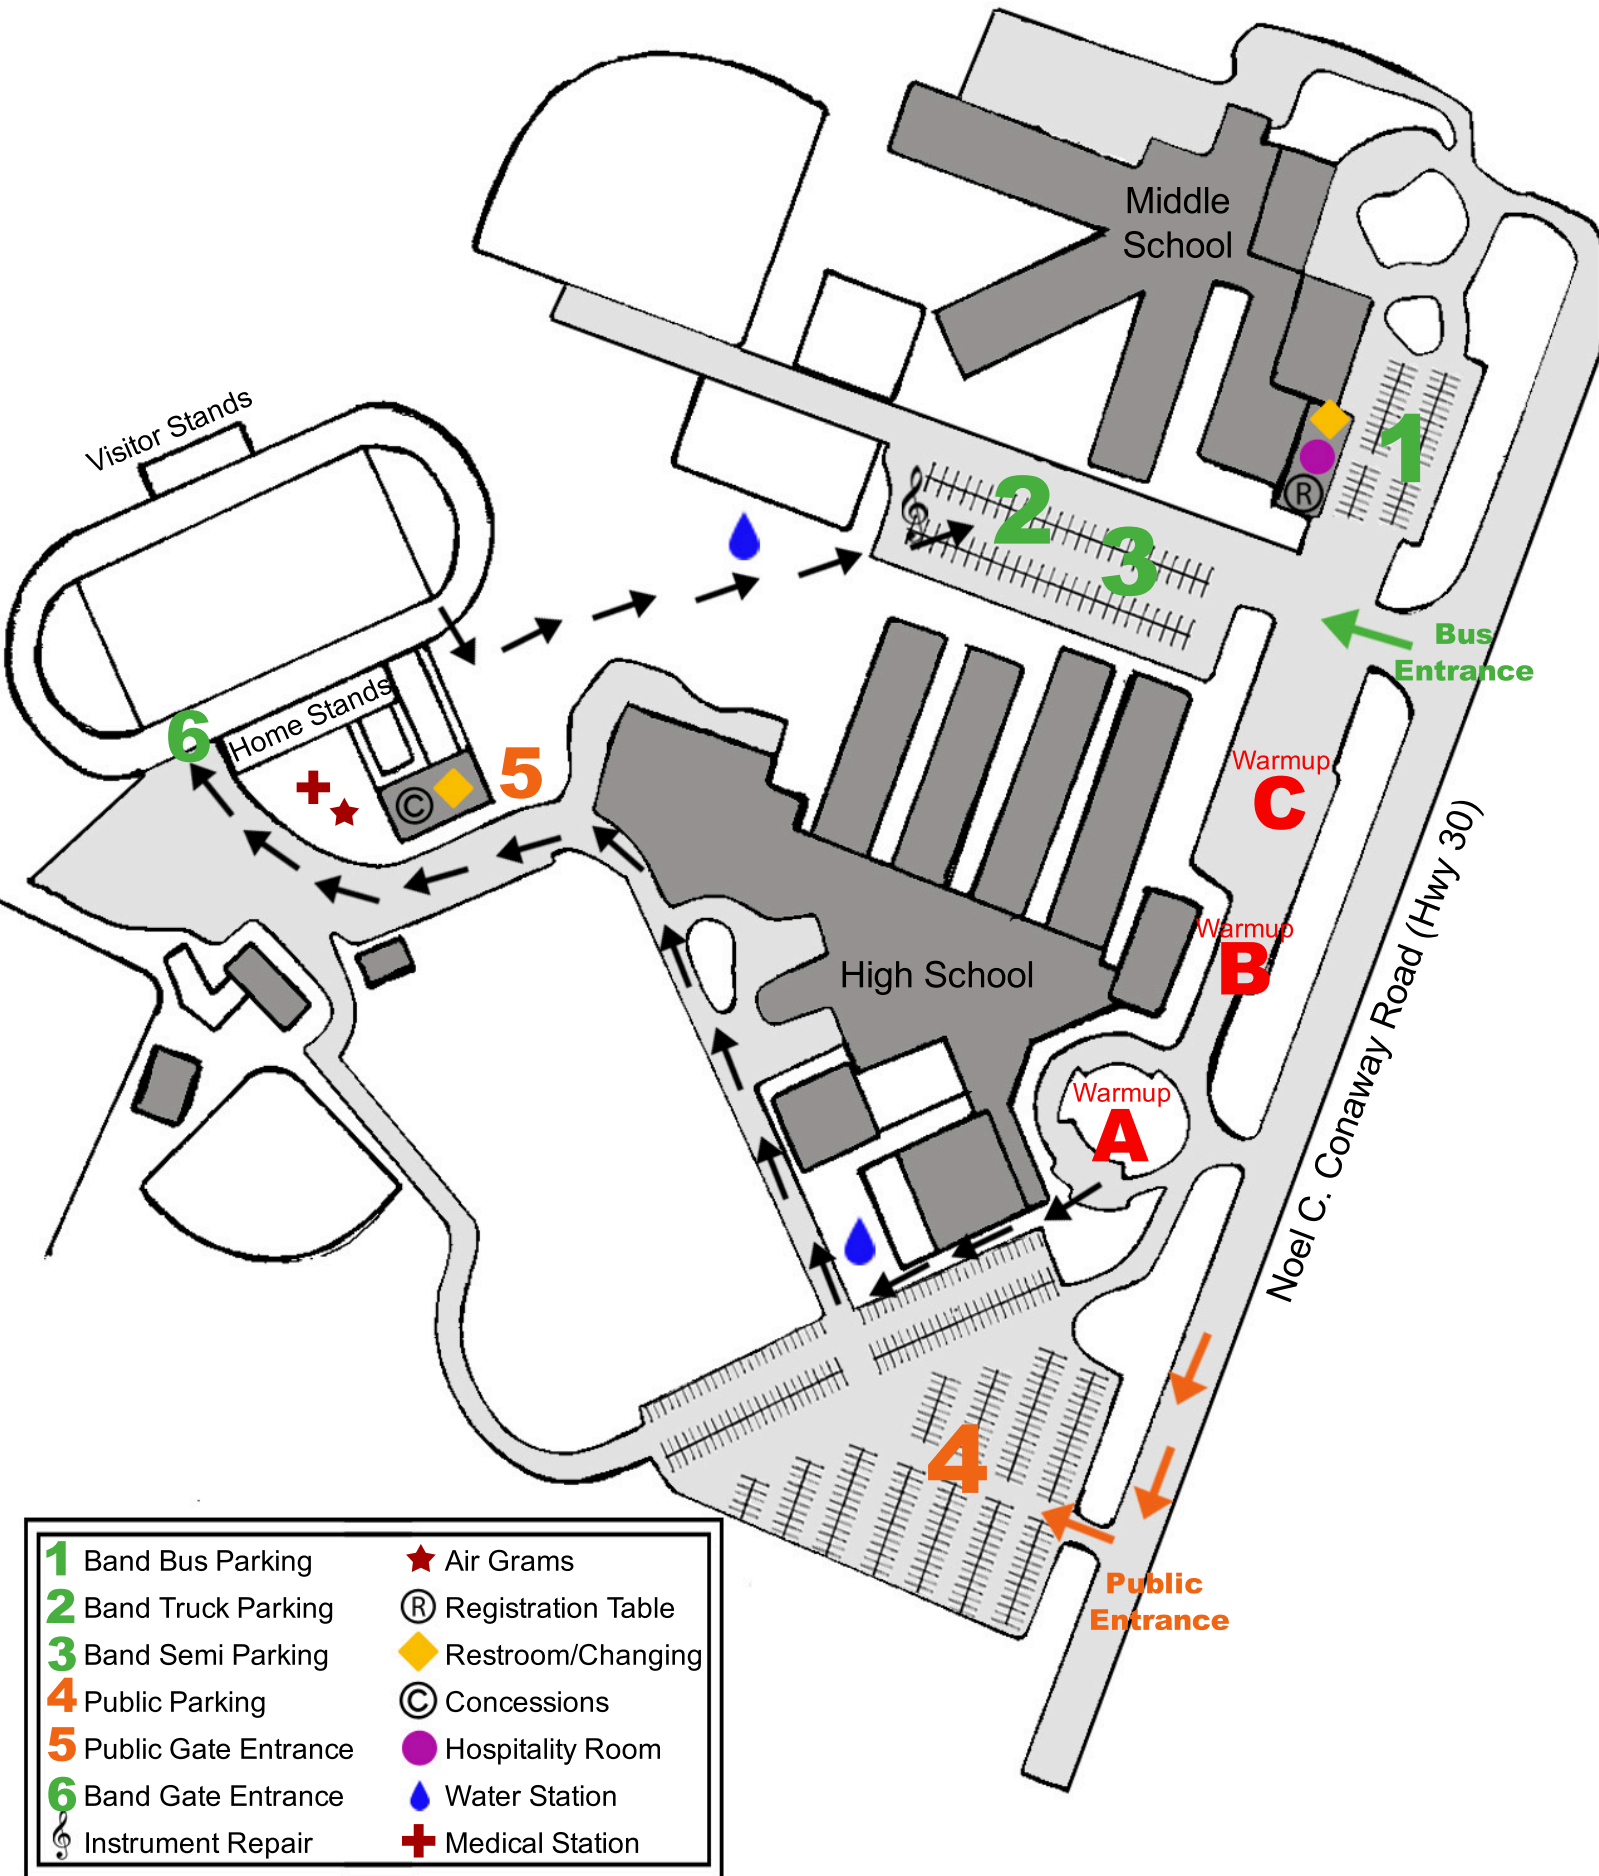 Middle
School
Visitor Stands
1
R
2
3
Bus
Entrance
Home Stands
6
5
C
Warmup
C
Warmup
B
Noel C. Conaway Road (Hwy 30)
High School
Warmup
A
4
Public
Entrance
1 Band Bus Parking
2 Band Truck Parking
3 Band Semi Parking
4 Public Parking
5 Public Gate Entrance
6 Band Gate Entrance
Instrument Repair
Air Grams
R Registration Table
Restroom/Changing
C Concessions
Hospitality Room
Water Station
Medical Station